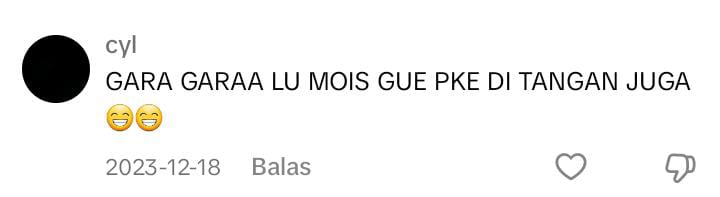 cyl
GARA GARAA LU MOIS GUE PKE DI TANGAN JUGA
😁😁
2023-12-18 Balas